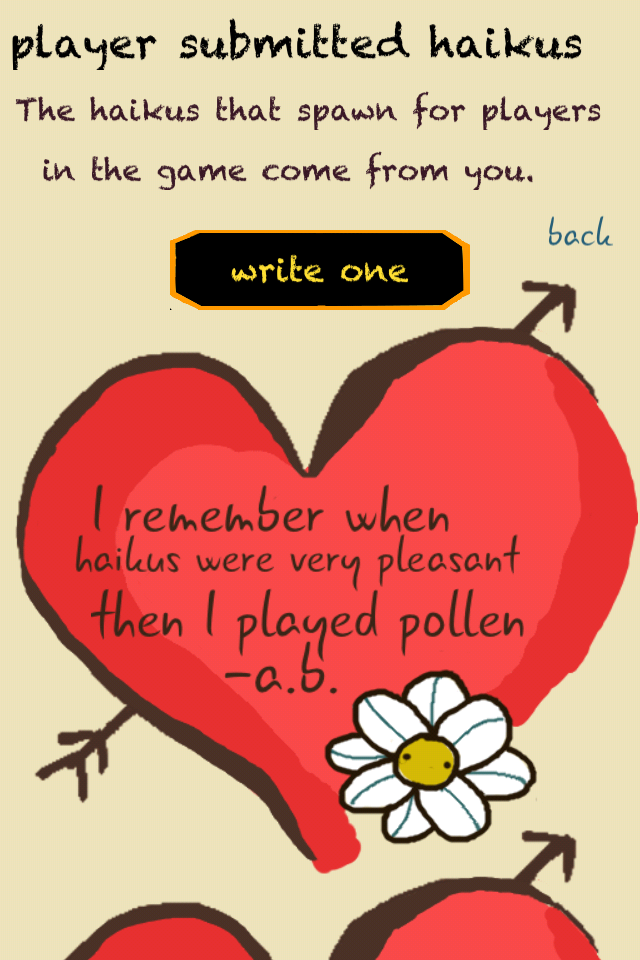 player submitted haikus
The haikus that spawn for players
in the game come from you.
back
write one
I remember when
haikus were very pleasant
then I played pollen
-a.b.